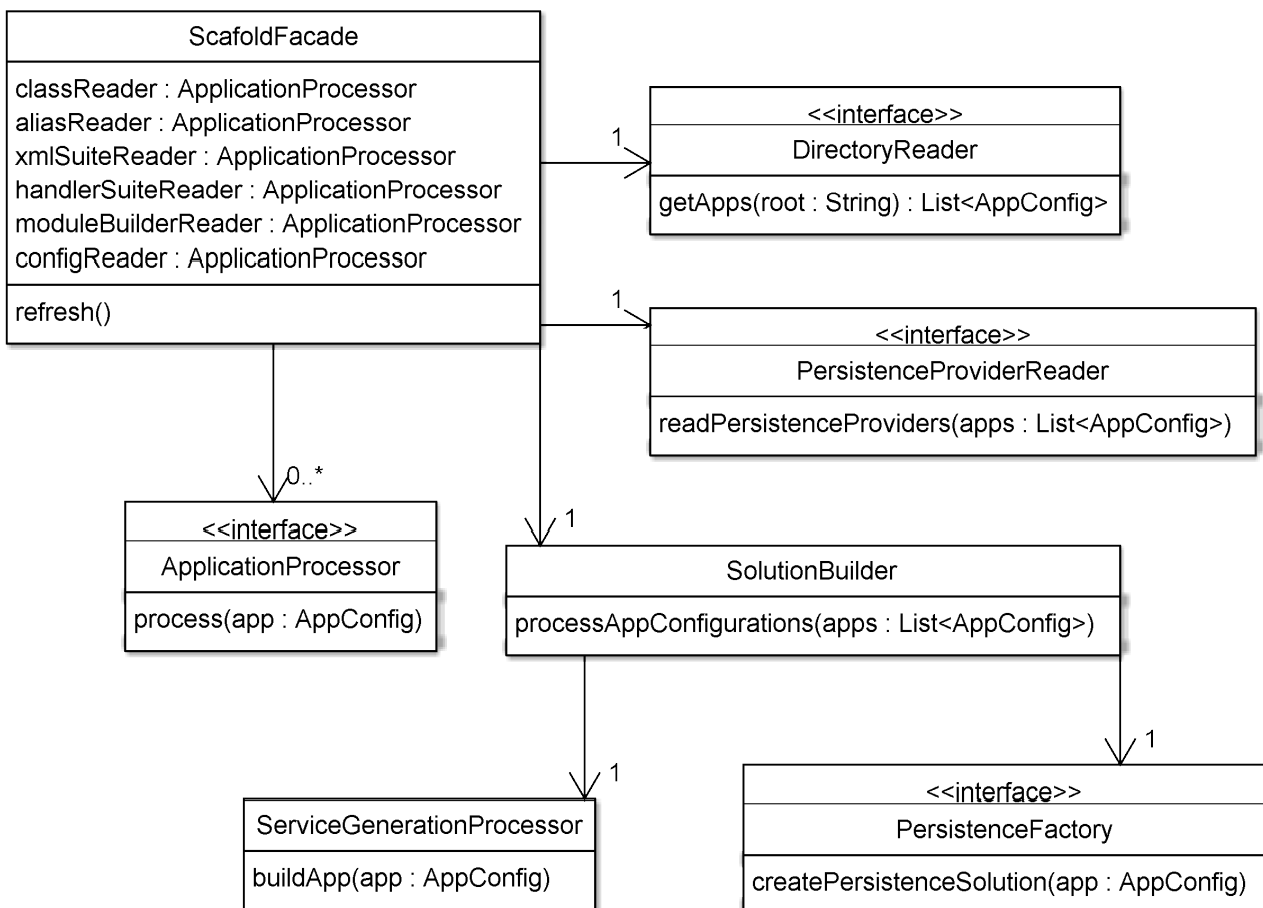 ScafoldFacade
classReader : ApplicationProcessor
aliasReader : ApplicationProcessor
xmlSuiteReader : ApplicationProcessor
handlerSuiteReader : ApplicationProcessor
moduleBuilderReader : ApplicationProcessor
configReader : ApplicationProcessor
refresh()
1
<<interface>>
DirectoryReader
getApps(root : String) : List<AppConfig>
1
<<interface>>
PersistenceProviderReader
readPersistenceProviders(apps : List<AppConfig>)
0..*
<<interface>>
ApplicationProcessor
process(app : AppConfig)
1
SolutionBuilder
processAppConfigurations(apps : List<AppConfig>)
1
ServiceGenerationProcessor
buildApp(app : AppConfig)
1
<<interface>>
PersistenceFactory
createPersistenceSolution(app : AppConfig)